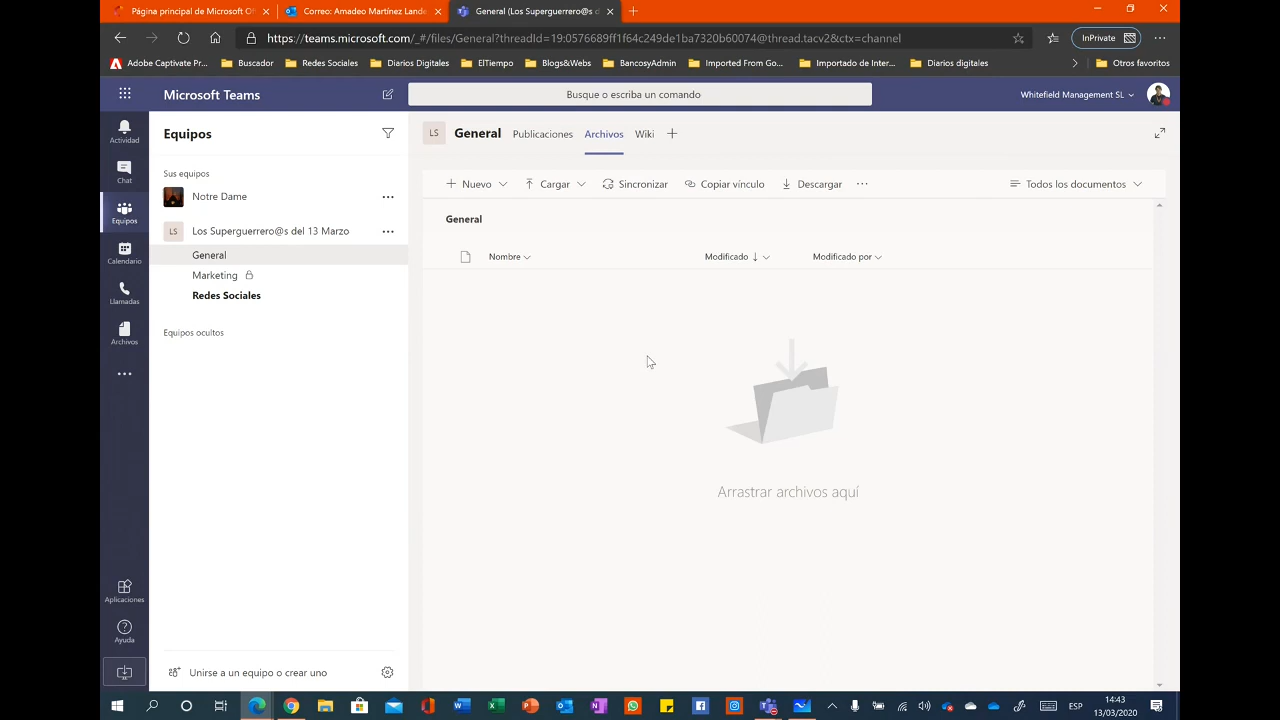 Página principal de Microsoft Of
Correo: Amadeo Martínez Lande
General (Los Superguerrero@s d
https://teams.microsoft.com/_#/files/General?threadId=19:0576689ff1f64c249de1ba7320b60074@thread.tacv2&ctx=channel
InPrivate
Adobe Captivate Pr...
Buscador
Redes Sociales
Diarios Digitales
ElTiempo
Blogs&Webs
BancosyAdmin
Imported From Go...
Importado de Inter...
Diarios digitales
Otros favoritos
Microsoft Teams
Busque o escriba un comando
Whitefield Management SL
Actividad
Chat
Equipos
Calendario
Llamadas
Archivos
Aplicaciones
Ayuda
Equipos
Sus equipos
Notre Dame
LS Los Superguerrero@s del 13 Marzo
General
Marketing
Redes Sociales
Equipos ocultos
Unirse a un equipo o crear uno
LS General Publicaciones Archivos Wiki
Nuevo Cargar Sincronizar Copiar vínculo Descargar Todos los documentos
General
Nombre Modificado Modificado por
Arrastrar archivos aquí
ESP
14:43
13/03/2020